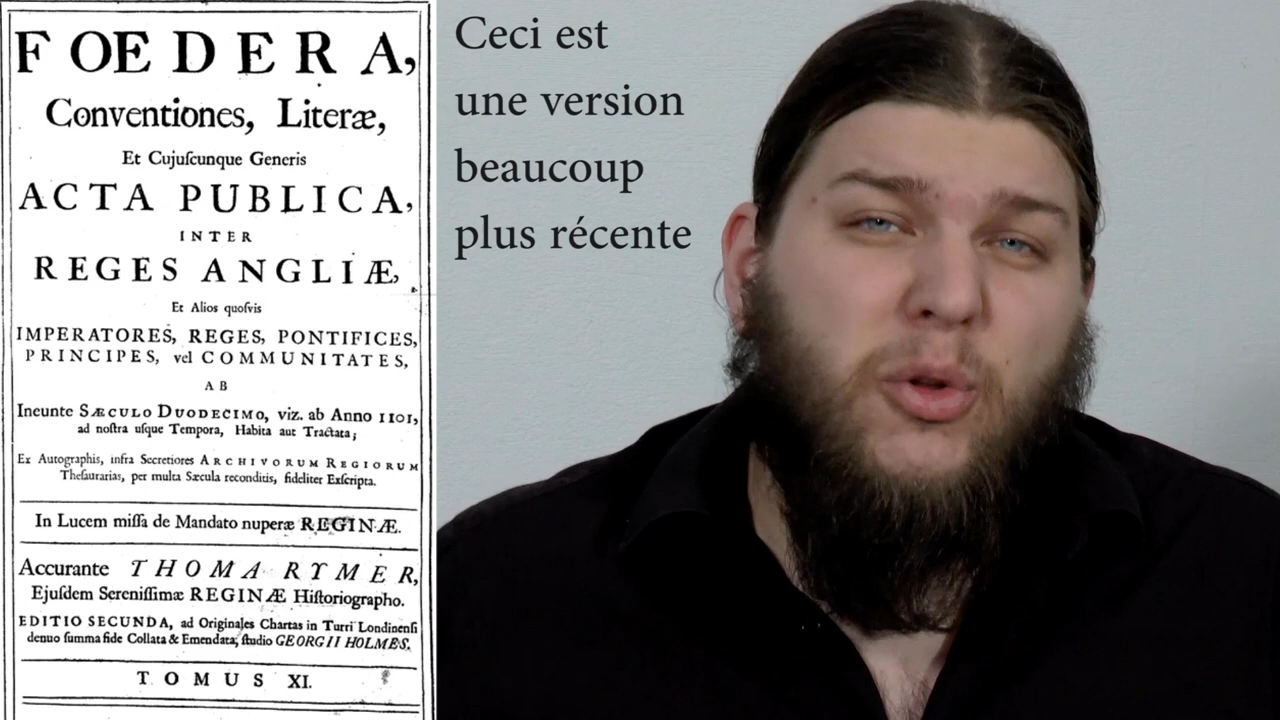 FOEDERA,
Conventiones, Literæ,
Et Cujuſcunque Generis
ACTA PUBLICA,
INTER
REGES ANGLIÆ,
Et Alios quoſvis
IMPERATORES, REGES, PONTIFICES,
PRINCIPES, vel COMMUNITATES,
AB
Ineunte SÆCULO DUODECIMO, viz. ab Anno 1101,
ad noſtra uſque Tempora, Habita aut Tractata;
Ex Autographis, infra Secretiores ARCHIVORUM REGIORUM
Theſaurarias, per multa Sæcula reconditis, fideliter Exſcripta.
In Lucem miſſa de Mandato nuperæ REGINÆ.
Accurante THOMA RYMER,
Ejuſdem Sereniſſimæ REGINÆ Hiſtoriographo.
EDITIO SECUNDA, ad Originales Chartas in Turri Londinenſi
denuo ſumma fide Collata & Emendata, ſtudio GEORGII HOLMES.
TOMUS XI.
Ceci est
une version
beaucoup
plus récente